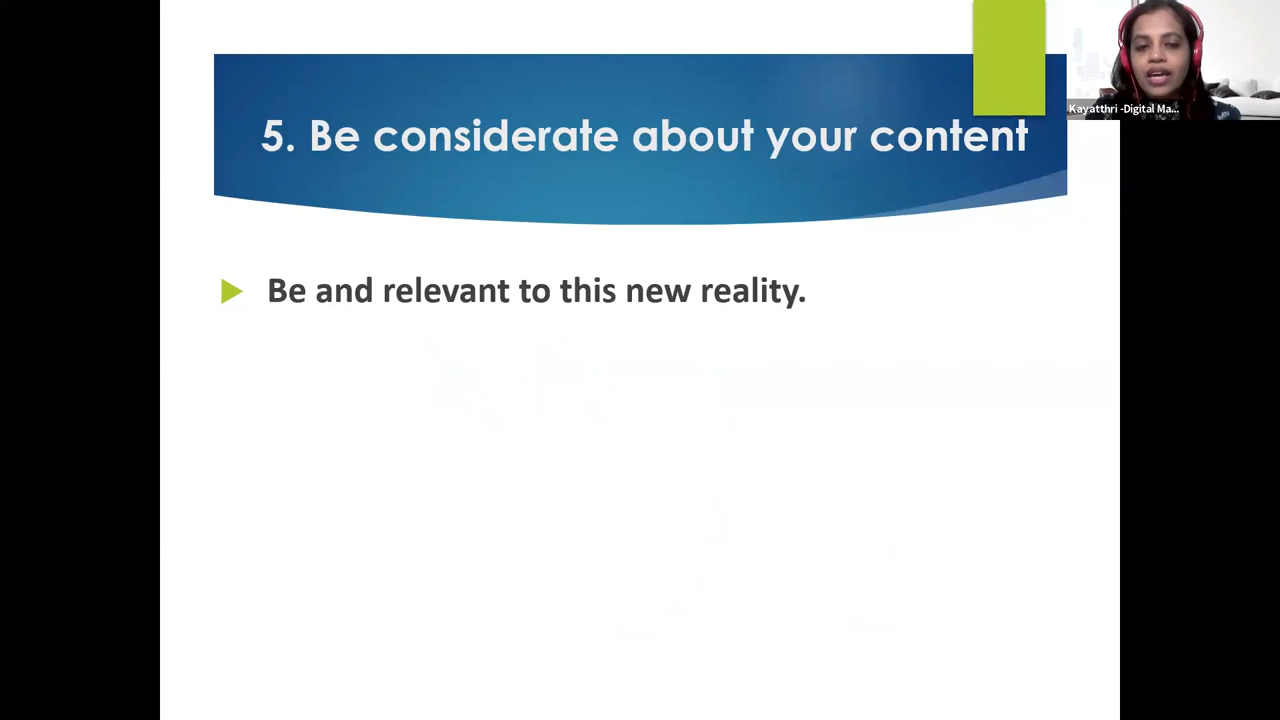 5. Be considerate about your content
Kayatthri -Digital Ma...
Be and relevant to this new reality.